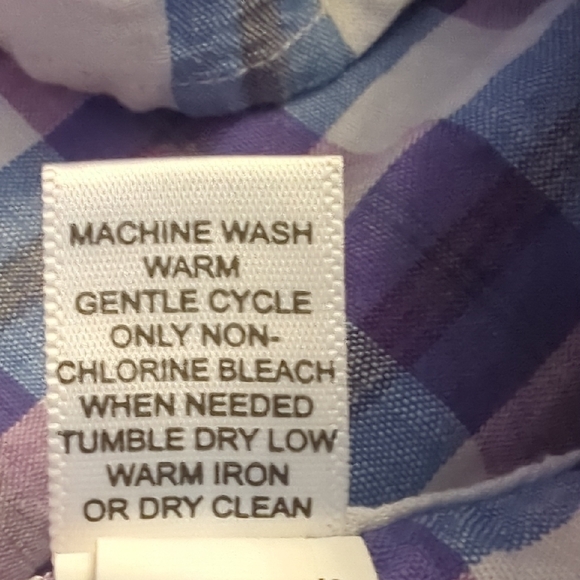 MACHINE WASH
WARM
GENTLE CYCLE
ONLY NON-
CHLORINE BLEACH
WHEN NEEDED
TUMBLE DRY LOW
WARM IRON
OR DRY CLEAN